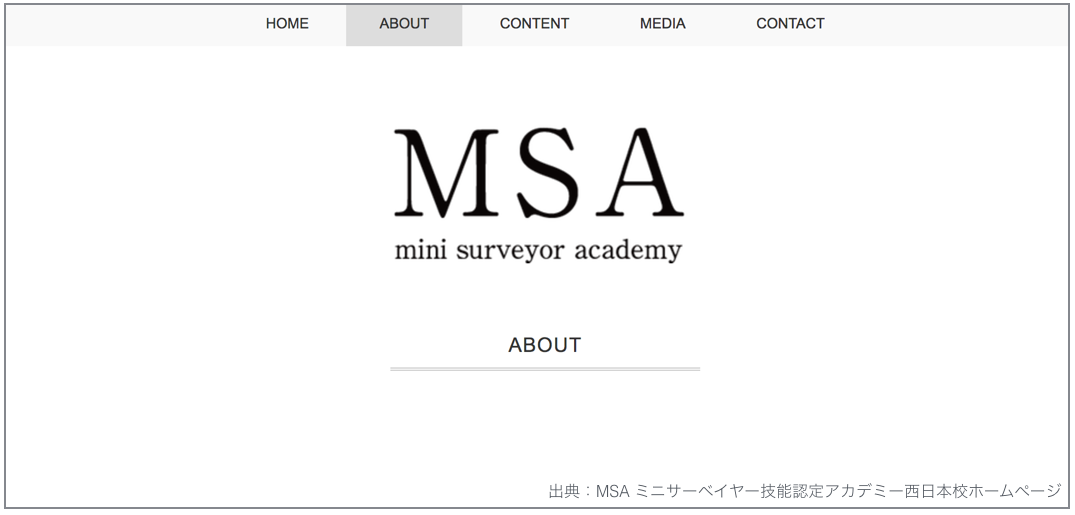 HOME ABOUT CONTENT MEDIA CONTACT
MSA
mini surveyor academy
ABOUT
出典：MSA ミニサーベイヤー技能認定アカデミー西日本校ホームページ